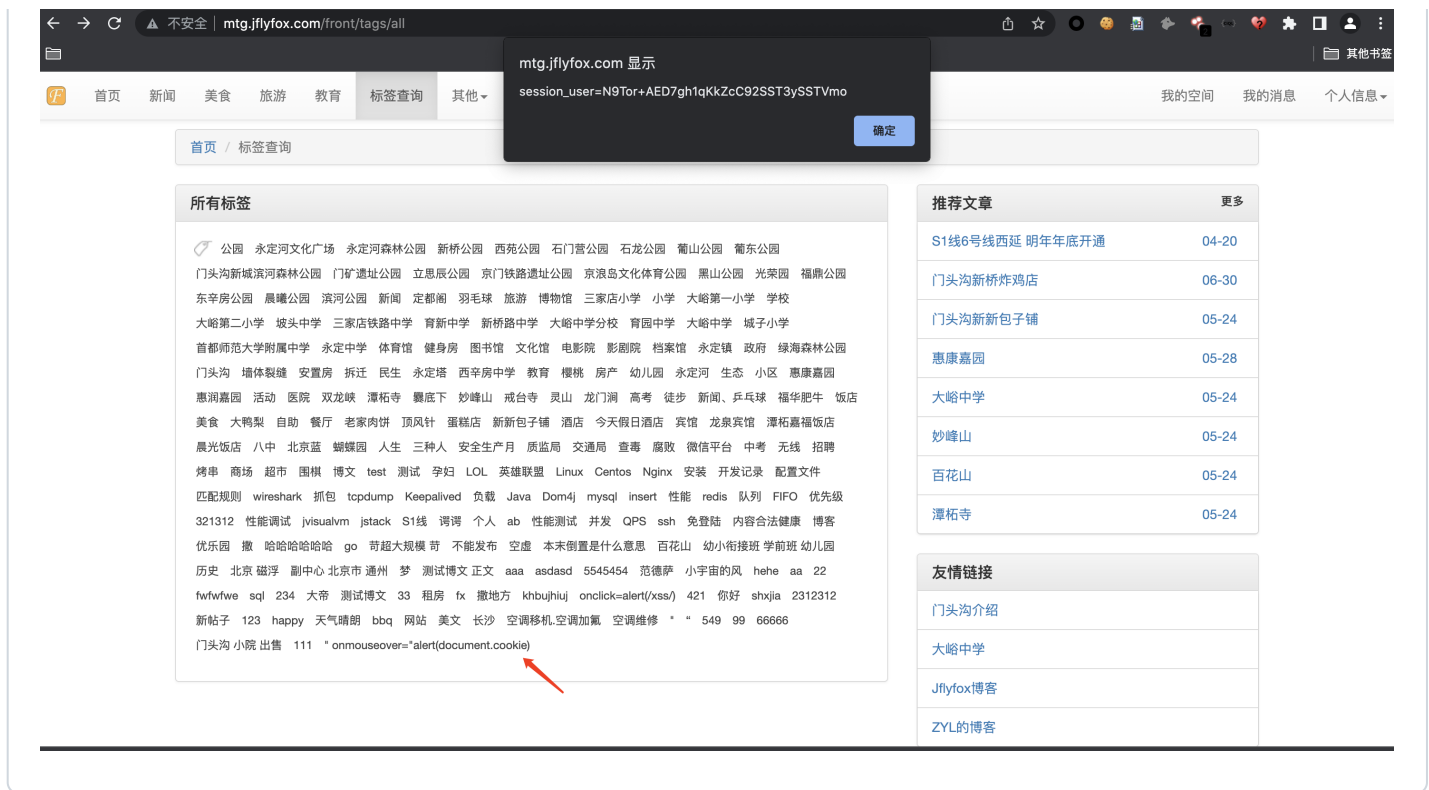 不安全 | mtg.jflyfox.com/front/tags/all
其他书签
mtg.jflyfox.com 显示
session_user=N9Tor+AED7gh1qKkZcC92SST3ySSTVmo
确定
首页 新闻 美食 旅游 教育 标签查询 其他 我的空间 我的消息 个人信息
首页 / 标签查询
所有标签
公园 永定河文化广场 永定河森林公园 新桥公园 西苑公园 石门营公园 石龙公园 葡山公园 葡东公园
门头沟新城滨河森林公园 门矿遗址公园 立思辰公园 京门铁路遗址公园 京浪岛文化体育公园 黑山公园 光荣园 福鼎公园
东辛房公园 晨曦公园 滨河公园 新闻 定都阁 羽毛球 旅游 博物馆 三家店小学 小学 大峪第一小学 学校
大峪第二小学 坡头中学 三家店铁路中学 育新中学 新桥路中学 大峪中学分校 育园中学 大峪中学 城子小学
首都师范大学附属中学 永定中学 体育馆 健身房 图书馆 文化馆 电影院 影剧院 档案馆 永定镇 政府 绿海森林公园
门头沟 墙体裂缝 安置房 拆迁 民生 永定塔 西辛房中学 教育 樱桃 房产 幼儿园 永定河 生态 小区 惠康嘉园
惠润嘉园 活动 医院 双龙峡 潭柘寺 爨底下 妙峰山 戒台寺 灵山 龙门涧 高考 徒步 新闻、乒乓球 福华肥牛 饭店
美食 大鸭梨 自助 餐厅 老家肉饼 顶风针 蛋糕店 新新包子铺 酒店 今天假日酒店 宾馆 龙泉宾馆 潭柘嘉福饭店
晨光饭店 八中 北京蓝 蝴蝶园 人生 三种人 安全生产月 质监局 交通局 查毒 腐败 微信平台 中考 无线 招聘
烤串 商场 超市 围棋 博文 test 测试 孕妇 LOL 英雄联盟 Linux Centos Nginx 安装 开发记录 配置文件
匹配规则 wireshark 抓包 tcpdump Keepalived 负载 Java Dom4j mysql insert 性能 redis 队列 FIFO 优先级
321312 性能调试 jvisualvm jstack S1线 谔谔 个人 ab 性能测试 并发 QPS ssh 免登陆 内容合法健康 博客
优乐园 撒 哈哈哈哈哈哈 go 苛超大规模 苛 不能发布 空虚 本末倒置是什么意思 百花山 幼小衔接班 学前班 幼儿园
历史 北京 磁浮 副中心 北京市 通州 梦 测试博文 正文 aaa asdasd 5545454 范德萨 小宇宙的风 hehe aa 22
fwfwfwe sql 234 大帝 测试博文 33 租房 fx 撒地方 khbujhiuj onclick=alert(/xss/) 421 你好 shxjia 2312312
新帖子 123 happy 天气晴朗 bbq 网站 美文 长沙 空调移机.空调加氟 空调维修 " “ 549 99 66666
门头沟 小院 出售 111 " onmouseover="alert(document.cookie)
推荐文章 更多
S1线6号线西延 明年年底开通 04-20
门头沟新桥炸鸡店 06-30
门头沟新新包子铺 05-24
惠康嘉园 05-28
大峪中学 05-24
妙峰山 05-24
百花山 05-24
潭柘寺 05-24
友情链接
门头沟介绍
大峪中学
Jflyfox博客
ZYL的博客